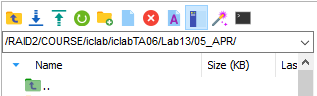 /RAID2/COURSE/iclab/iclabTA06/Lab13/05_APR/
Name Size (KB) Las
..